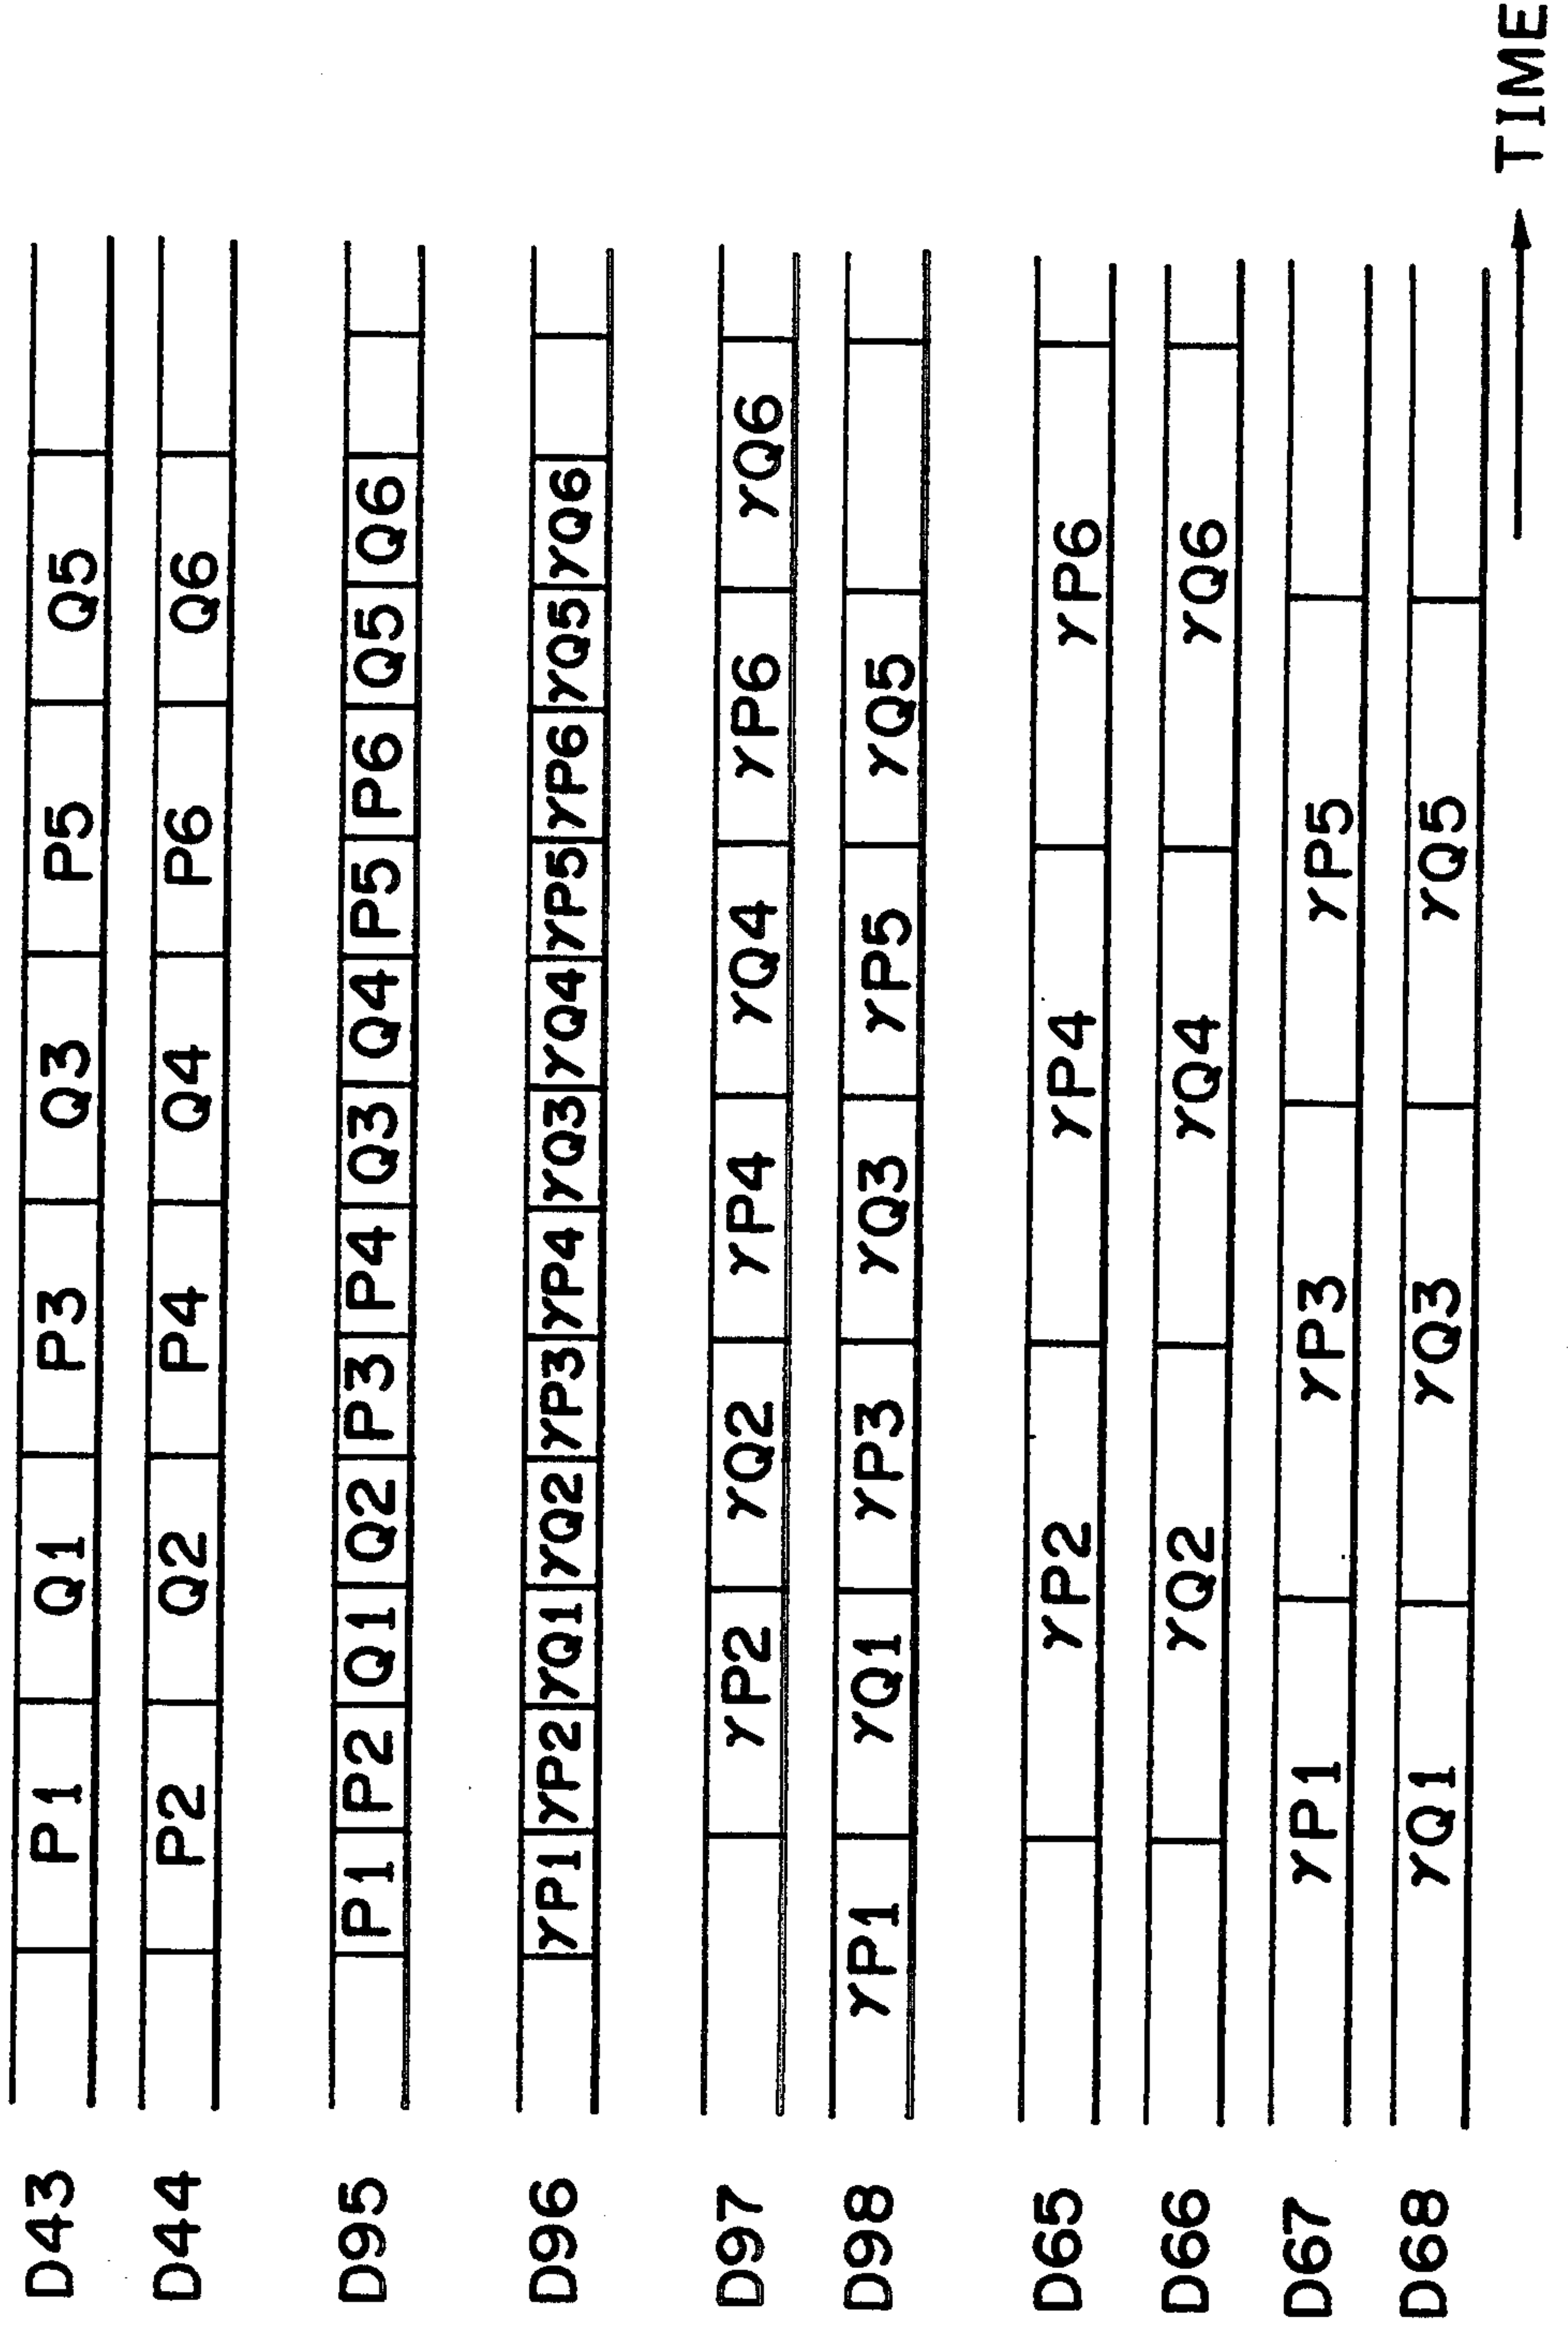 D43 P1 Q1 P3 Q3 P5 Q5
D44 P2 Q2 P4 Q4 P6 Q6
D95 P1 P2 Q1 Q2 P3 P4 Q3 Q4 P5 P6 Q5 Q6
D96 γP1 γP2 γQ1 γQ2 γP3 γP4 γQ3 γQ4 γP5 γP6 γQ5 γQ6
D97 γP2 γQ2 γP4 γQ4 γP6 γQ6
D98 γP1 γQ1 γP3 γQ3 γP5 γQ5
D65 γP2 γP4 γP6
D66 γQ2 γQ4 γQ6
D67 γP1 γP3 γP5
D68 γQ1 γQ3 γQ5
TIME